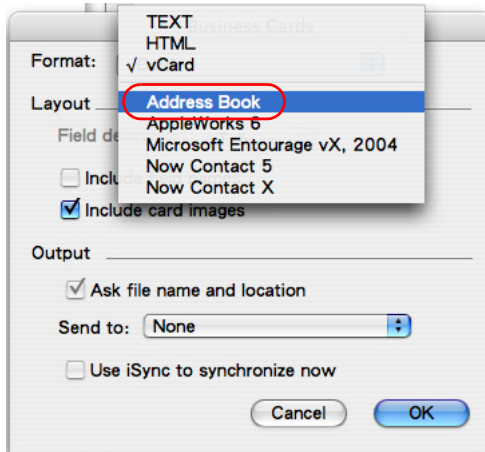 Business Cards
TEXT
HTML
Format: √ vCard
Layout
Address Book
AppleWorks 6
Field de
Microsoft Entourage vX, 2004
Now Contact 5
Inclu
Now Contact X
Include card images
Output
Ask file name and location
Send to: None
Use iSync to synchronize now
Cancel OK